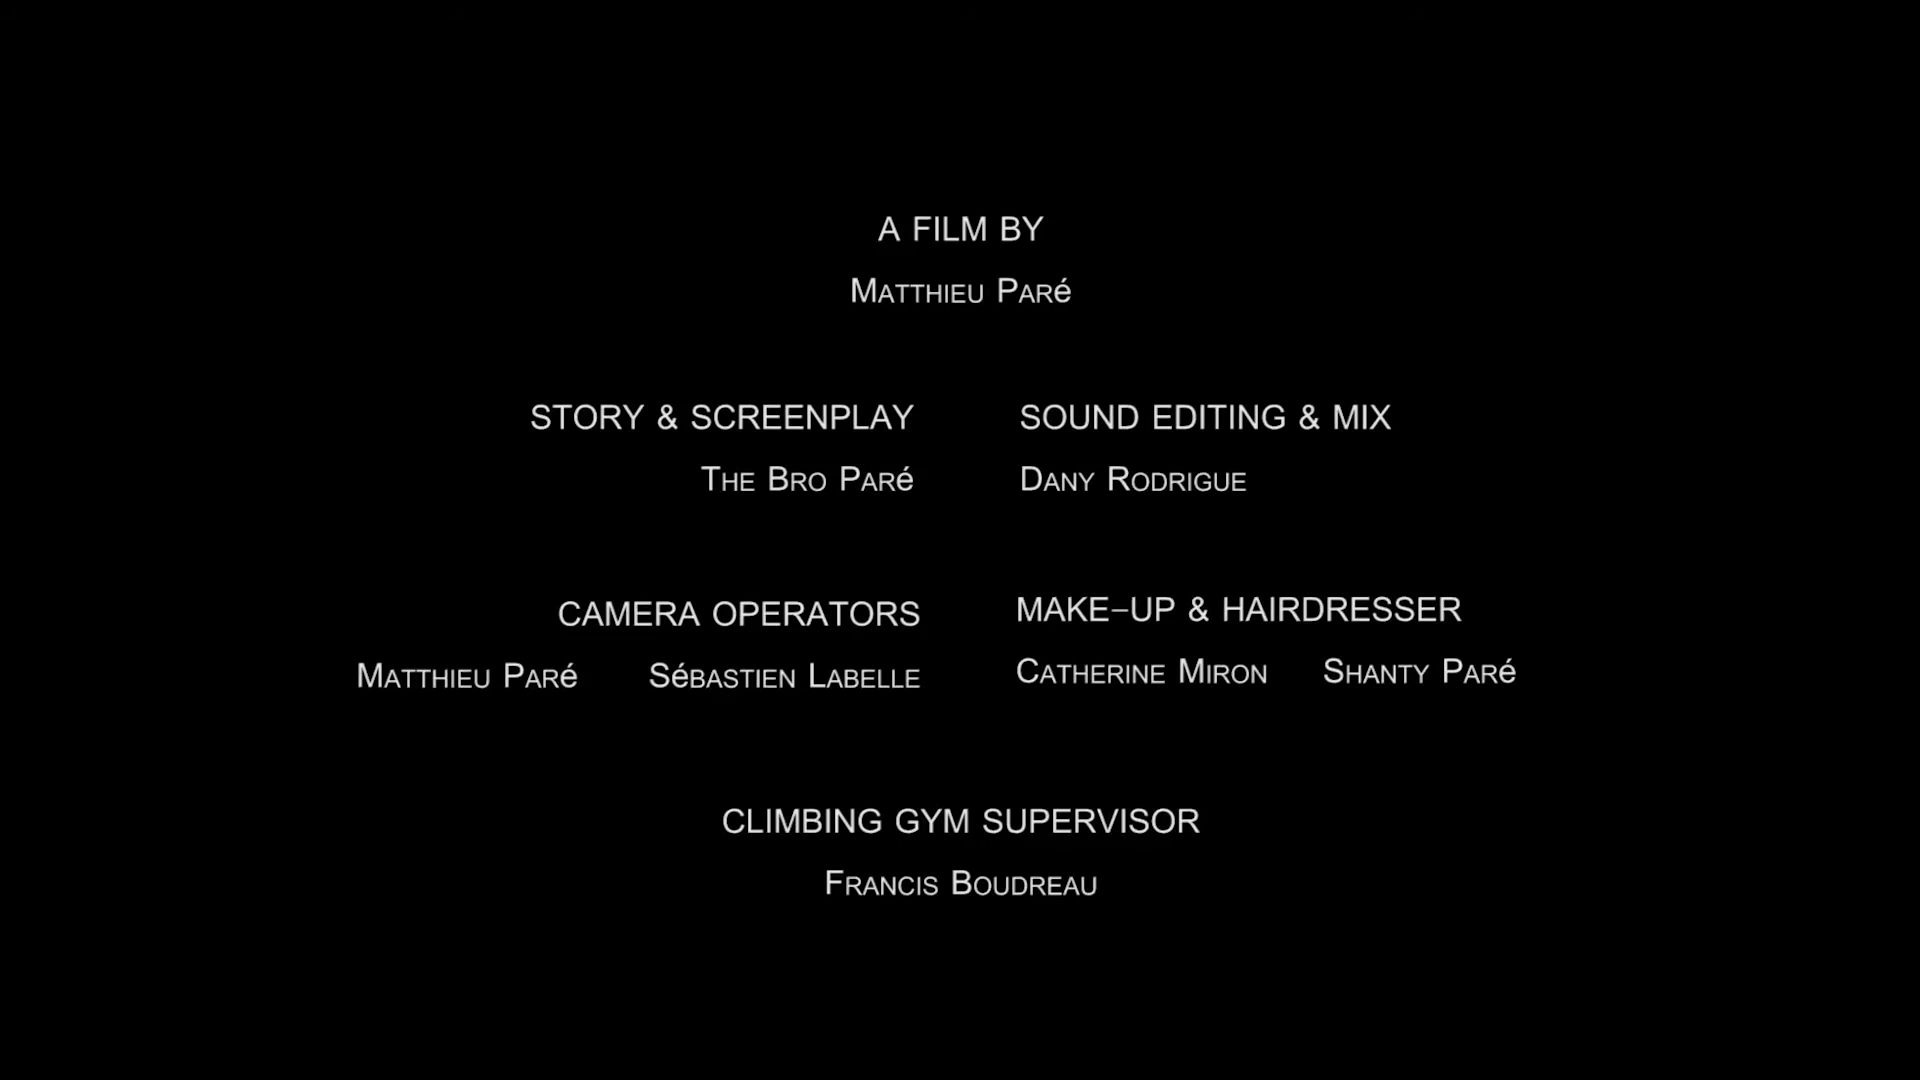 A FILM BY
Matthieu Paré
STORY & SCREENPLAY
The Bro Paré
SOUND EDITING & MIX
Dany Rodrigue
CAMERA OPERATORS
Matthieu Paré Sébastien Labelle
MAKE-UP & HAIRDRESSER
Catherine Miron Shanty Paré
CLIMBING GYM SUPERVISOR
Francis Boudreau